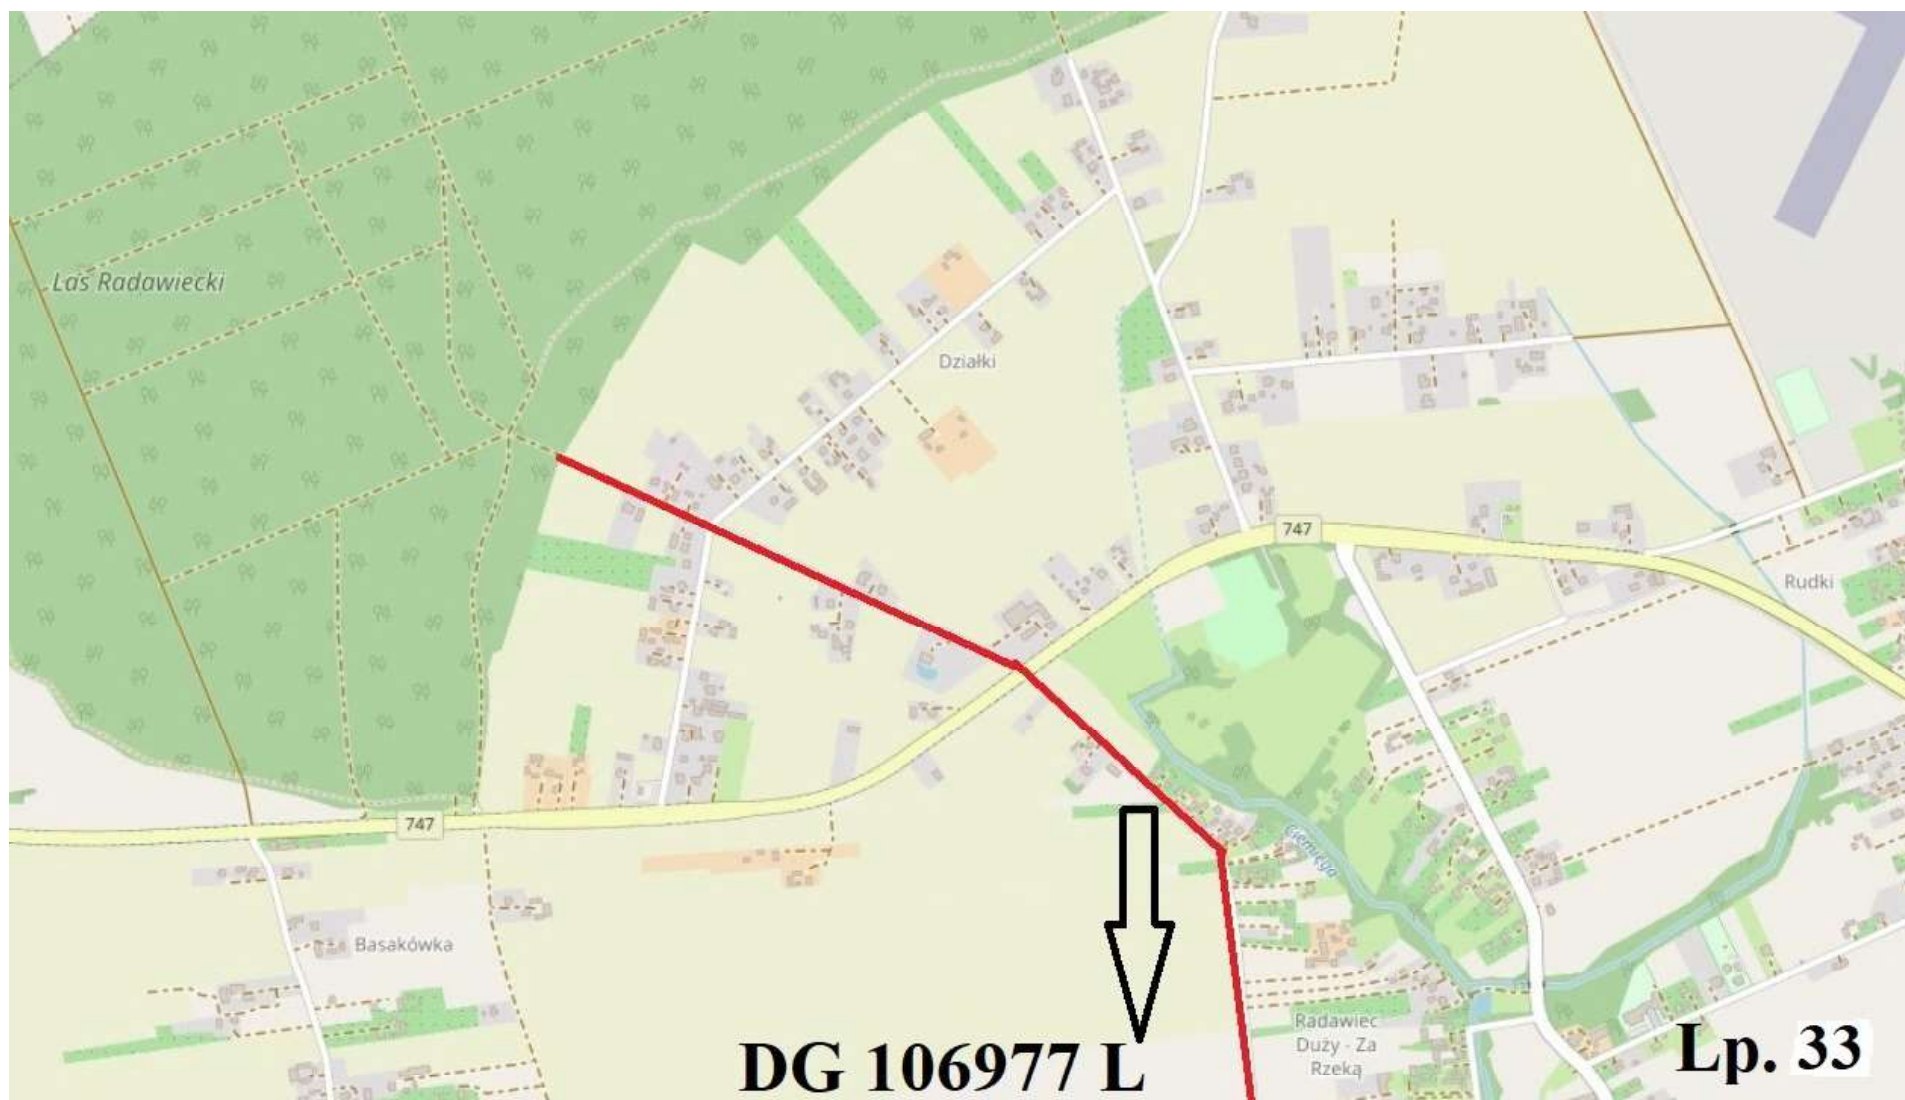 Las Radawiecki
Działki
747
Rudki
747
Ciemięga
Basakówka
Radawiec
Duży - Za
Rzeką
DG 106977 L
Lp. 33